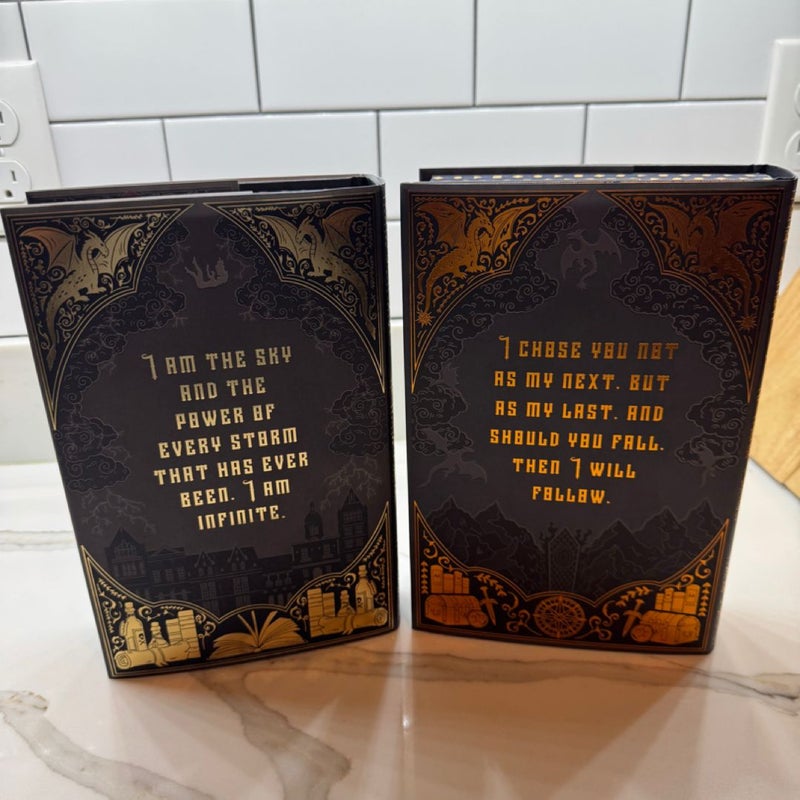 I AM THE SKY
AND THE
POWER OF
EVERY STORM
THAT HAS EVER
BEEN. I AM
INFINITE.
I CHOSE YOU NOT
AS MY NEXT. BUT
AS MY LAST. AND
SHOULD YOU FALL.
THEN I WILL
FOLLOW.